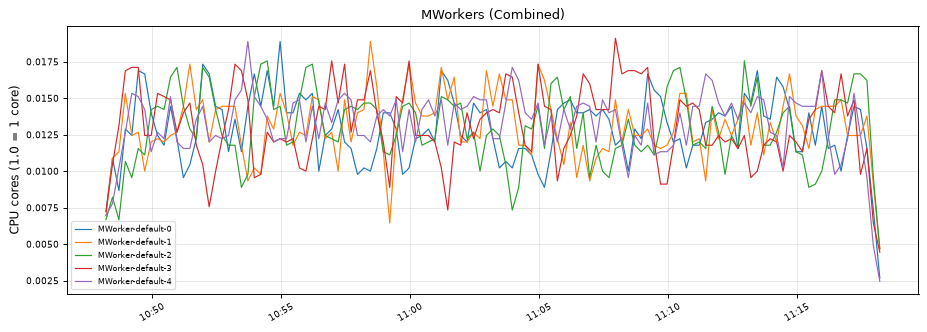 MWorkers (Combined)
CPU cores (1.0 = 1 core)
0.0175
0.0150
0.0125
0.0100
0.0075
0.0050
0.0025
MWorker-default-0
MWorker-default-1
MWorker-default-2
MWorker-default-3
MWorker-default-4
10:50
10:55
11:00
11:05
11:10
11:15